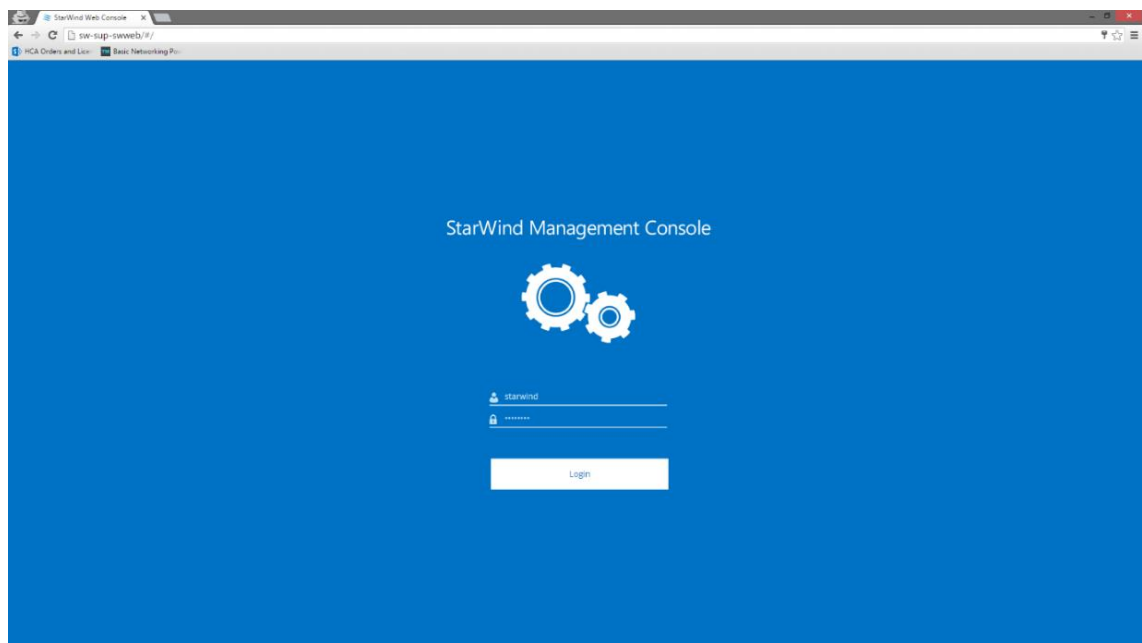 StarWind Web Console
sw-sup-swweb/#/
HCA Orders and Lice
Basic Networking Po
StarWind Management Console
starwind
••••••••
Login